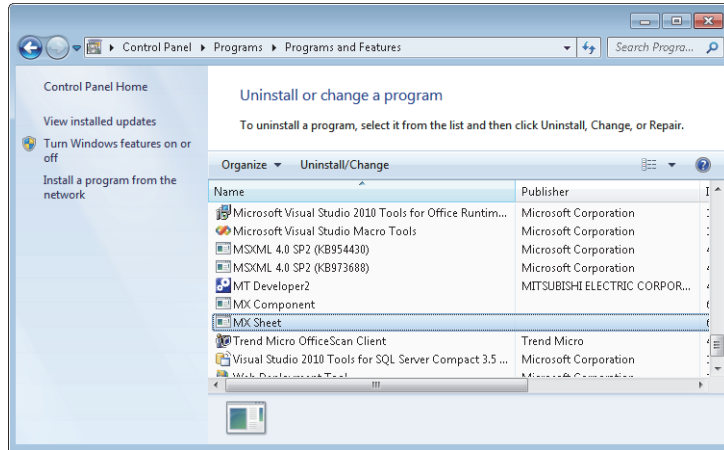 Control Panel ▸ Programs ▸ Programs and Features
Search Progra...
Control Panel Home
View installed updates
Turn Windows features on or
off
Install a program from the
network
Uninstall or change a program
To uninstall a program, select it from the list and then click Uninstall, Change, or Repair.
Organize Uninstall/Change
Name Publisher
Microsoft Visual Studio 2010 Tools for Office Runtim... Microsoft Corporation
Microsoft Visual Studio Macro Tools Microsoft Corporation
MSXML 4.0 SP2 (KB954430) Microsoft Corporation
MSXML 4.0 SP2 (KB973688) Microsoft Corporation
MT Developer2 MITSUBISHI ELECTRIC CORPOR...
MX Component
MX Sheet
Trend Micro OfficeScan Client Trend Micro
Visual Studio 2010 Tools for SQL Server Compact 3.5 ... Microsoft Corporation
Web Deployment Tool Microsoft Corporation